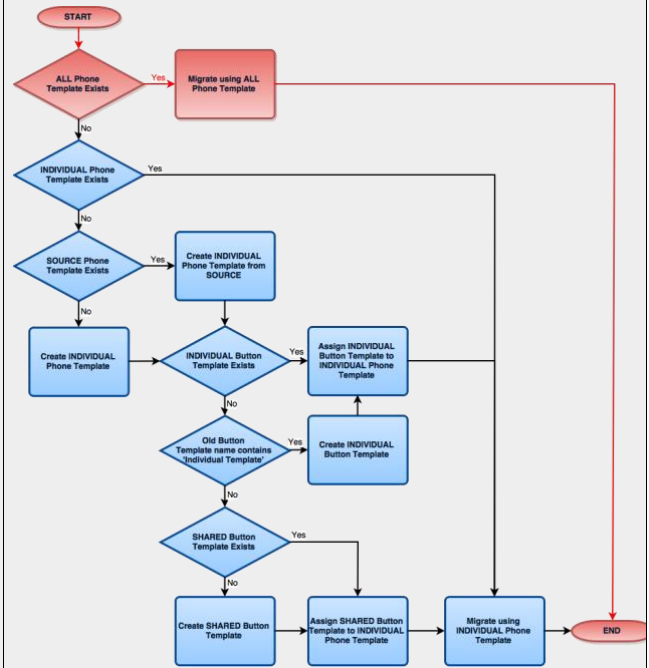 START
ALL Phone
Template Exists
Yes
Migrate using ALL
Phone Template
No
INDIVIDUAL Phone
Template Exists
Yes
No
SOURCE Phone
Template Exists
Yes
Create INDIVIDUAL
Phone Template from
SOURCE
No
Create INDIVIDUAL
Phone Template
INDIVIDUAL Button
Template Exists
Yes
Assign INDIVIDUAL
Button Template to
INDIVIDUAL Phone
Template
No
Old Button
Template name contains
'Individual Template'
Yes
Create INDIVIDUAL
Button Template
No
SHARED Button
Template Exists
Yes
No
Create SHARED Button
Template
Assign SHARED Button
Template to INDIVIDUAL
Phone Template
Migrate using
INDIVIDUAL Phone
Template
END